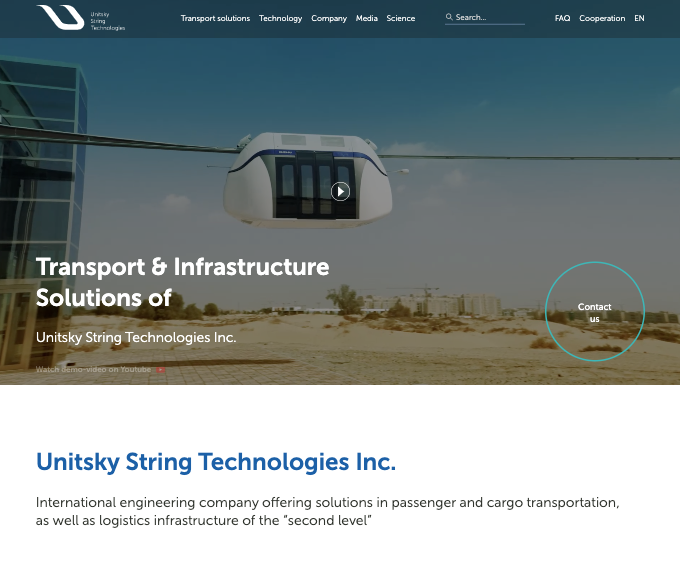 Unitsky
String
Technologies
Transport solutions Technology Company Media Science Search... FAQ Cooperation EN
Transport & Infrastructure
Solutions of
Unitsky String Technologies Inc.
Watch demo-video on Youtube
Contact
us
Unitsky String Technologies Inc.
International engineering company offering solutions in passenger and cargo transportation,
as well as logistics infrastructure of the “second level”